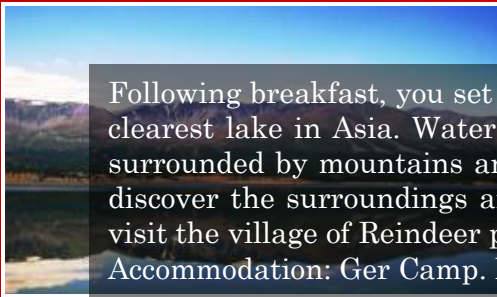 Following breakfast, you set
clearest lake in Asia. Water
surrounded by mountains
discover the surroundings
visit the village of Reindeer
Accommodation: Ger Camp.